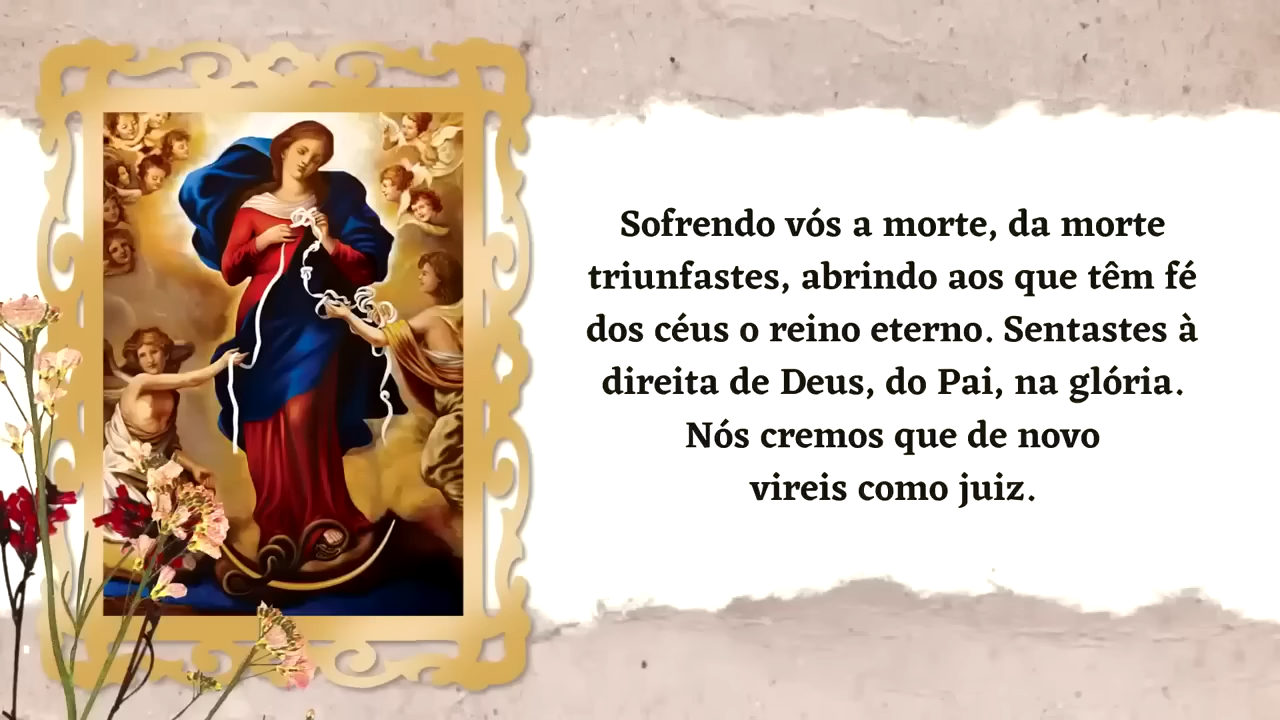 Sofrendo vós a morte, da morte
triunfastes, abrindo aos que têm fé
dos céus o reino eterno. Sentastes à
direita de Deus, do Pai, na glória.
Nós cremos que de novo
vireis como juiz.